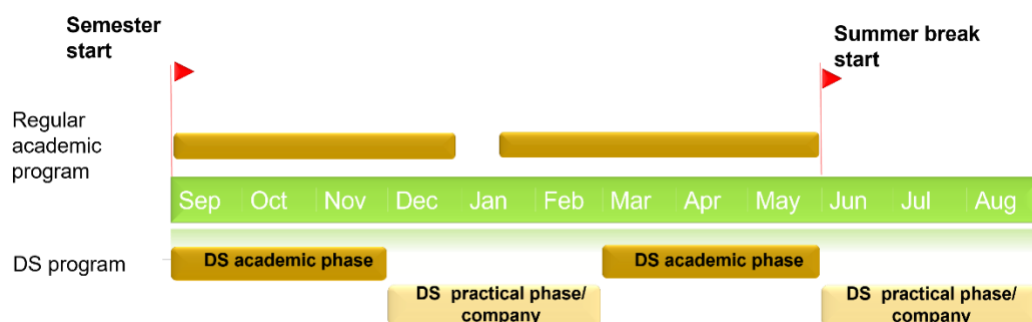 Semester
start
Summer break
start
Regular
academic
program
Sep Oct Nov Dec Jan Feb Mar Apr May Jun Jul Aug
DS program
DS academic phase
DS academic phase
DS practical phase/
company
DS practical phase/
company